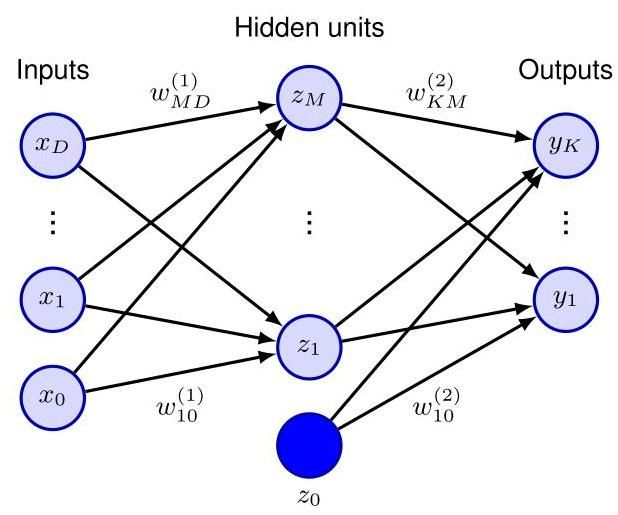 Hidden units
Inputs
Outputs
w_{MD}^{(1)}
w_{KM}^{(2)}
z_M
x_D
y_K
⋮
⋮
⋮
x_1
y_1
z_1
x_0
w_{10}^{(1)}
w_{10}^{(2)}
z_0